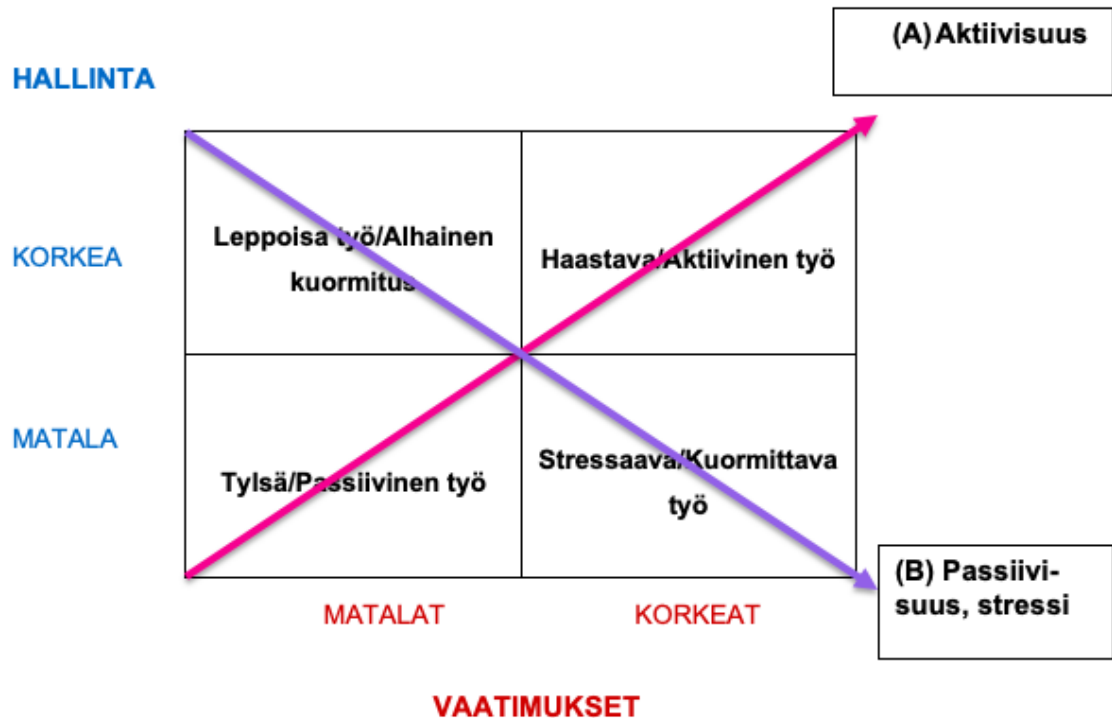 (A) Aktiivisuus
HALLINTA
KORKEA
Leppoisa työ/Alhainen
kuormitus
Haastava/Aktiivinen työ
MATALA
Tylsä/Passiivinen työ
Stressaava/Kuormittava
työ
(B) Passiivi-
suus, stressi
MATALAT
KORKEAT
VAATIMUKSET